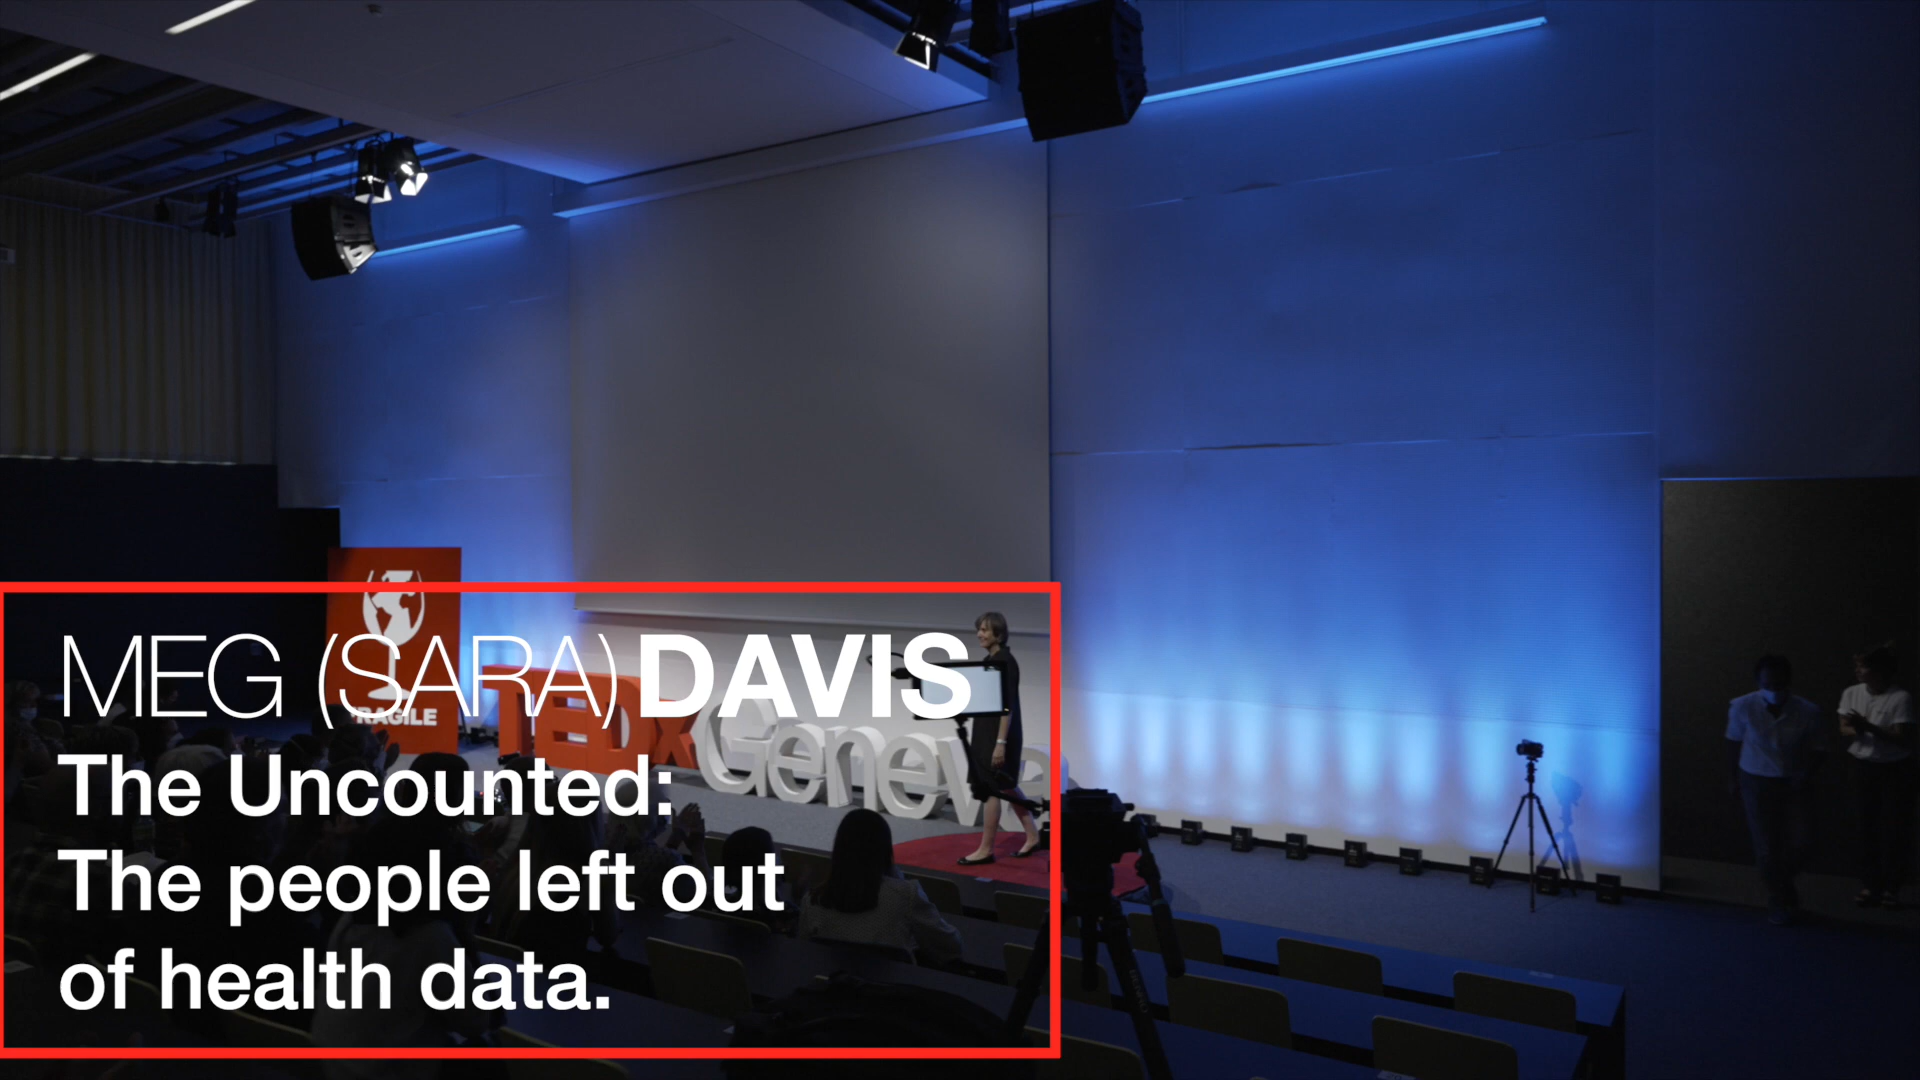 MEG (SARA) DAVIS
The Uncounted:
The people left out
of health data.
FRAGILE
TEDxGeneva